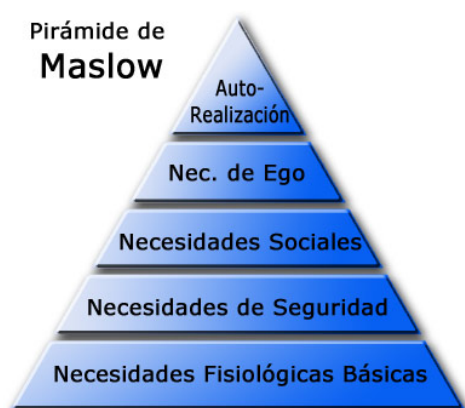 Pirámide de
Maslow
Auto-
Realización
Nec. de Ego
Necesidades Sociales
Necesidades de Seguridad
Necesidades Fisiológicas Básicas